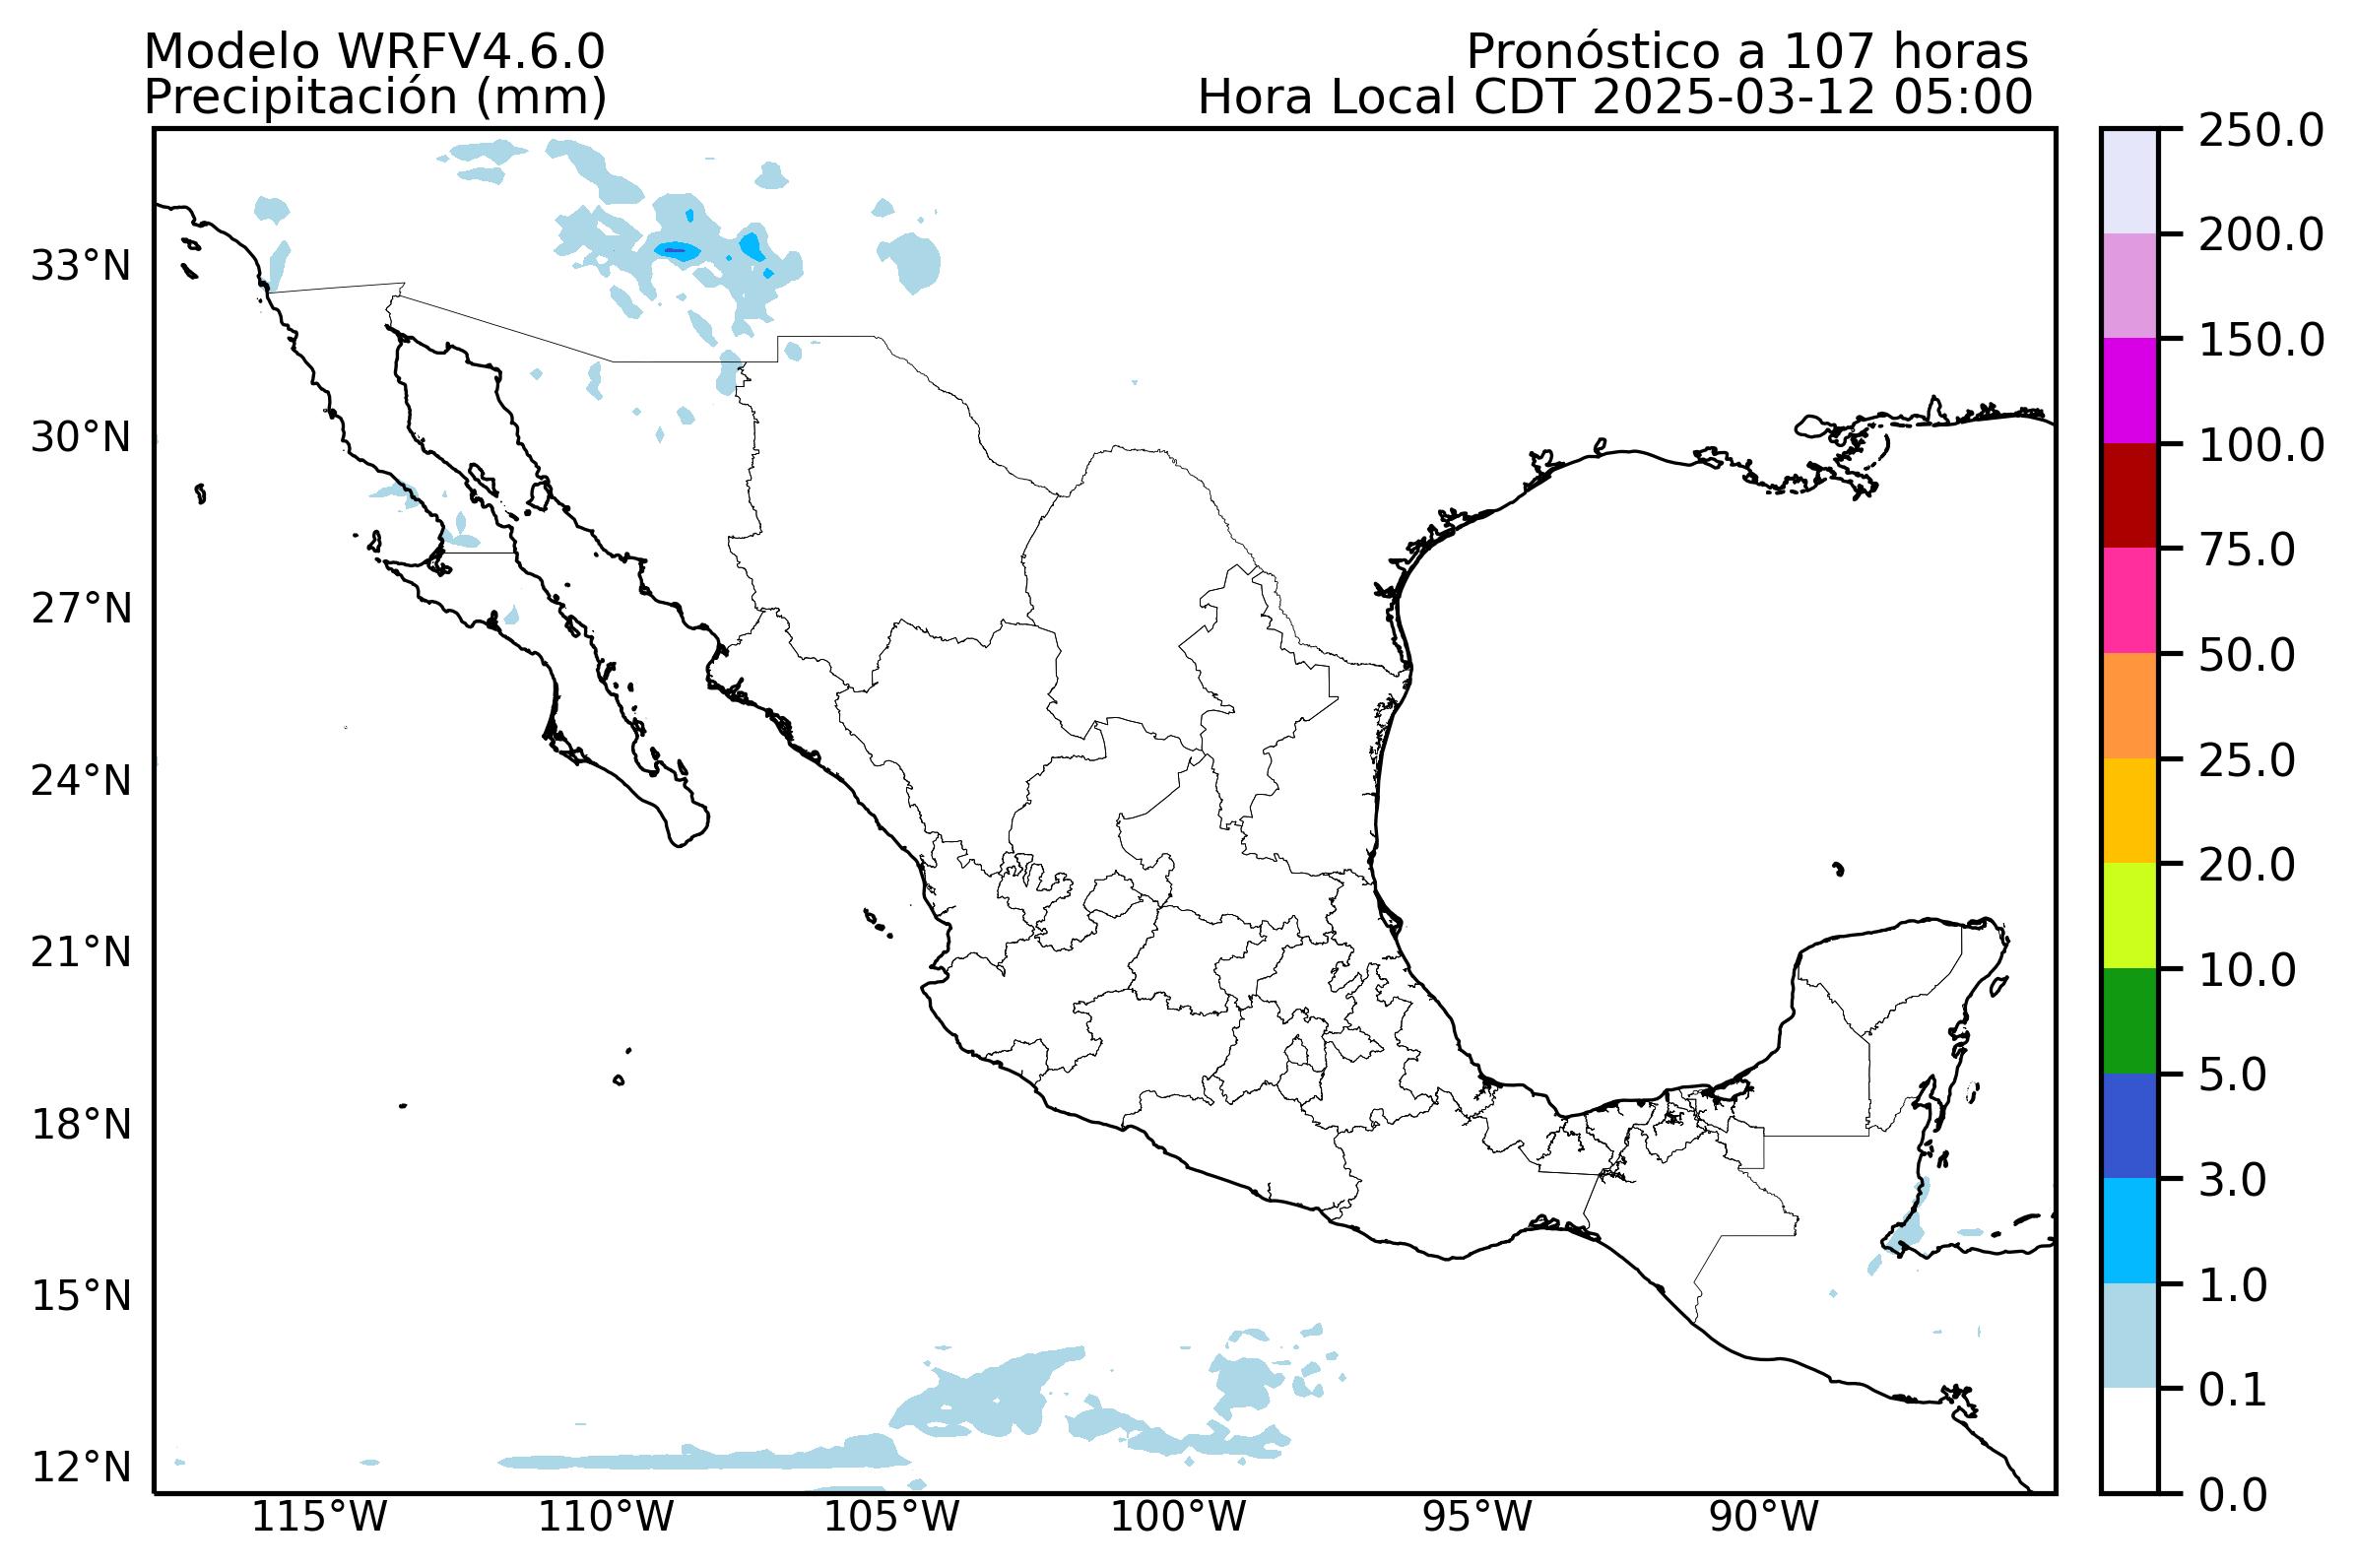 Modelo WRFV4.6.0
Precipitación (mm)
Pronóstico a 107 horas
Hora Local CDT 2025-03-12 05:00
33°N
30°N
27°N
24°N
21°N
18°N
15°N
12°N
115°W
110°W
105°W
100°W
95°W
90°W
250.0
200.0
150.0
100.0
75.0
50.0
25.0
20.0
10.0
5.0
3.0
1.0
0.1
0.0